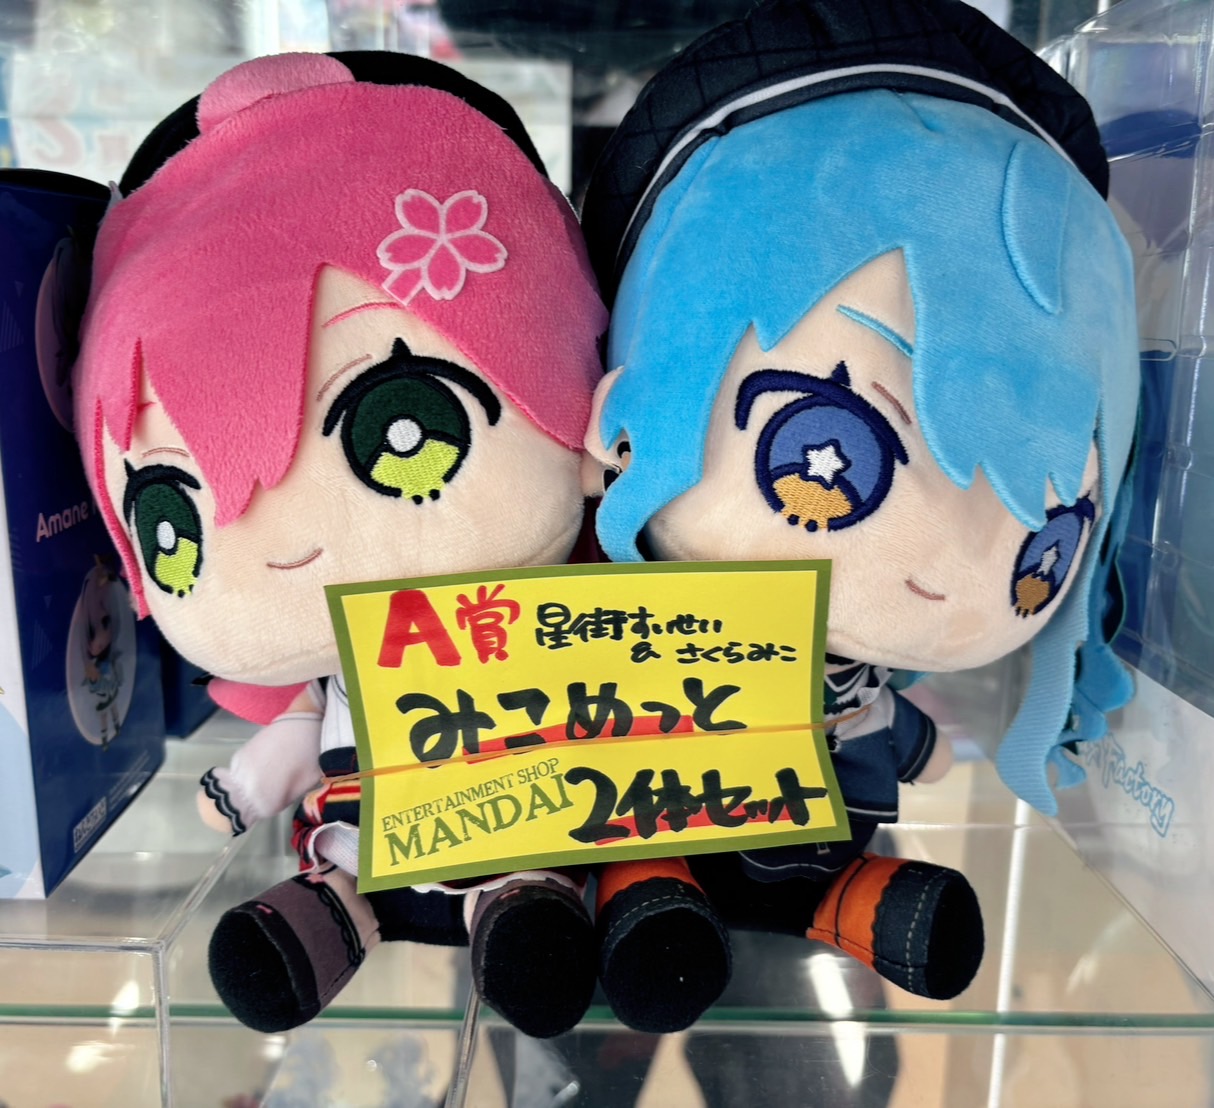 A賞 星街すいせい
& さくらみこ
みこめっと
ENTERTAINMENT SHOP
MANDAI
2体セット
Amane
Factory